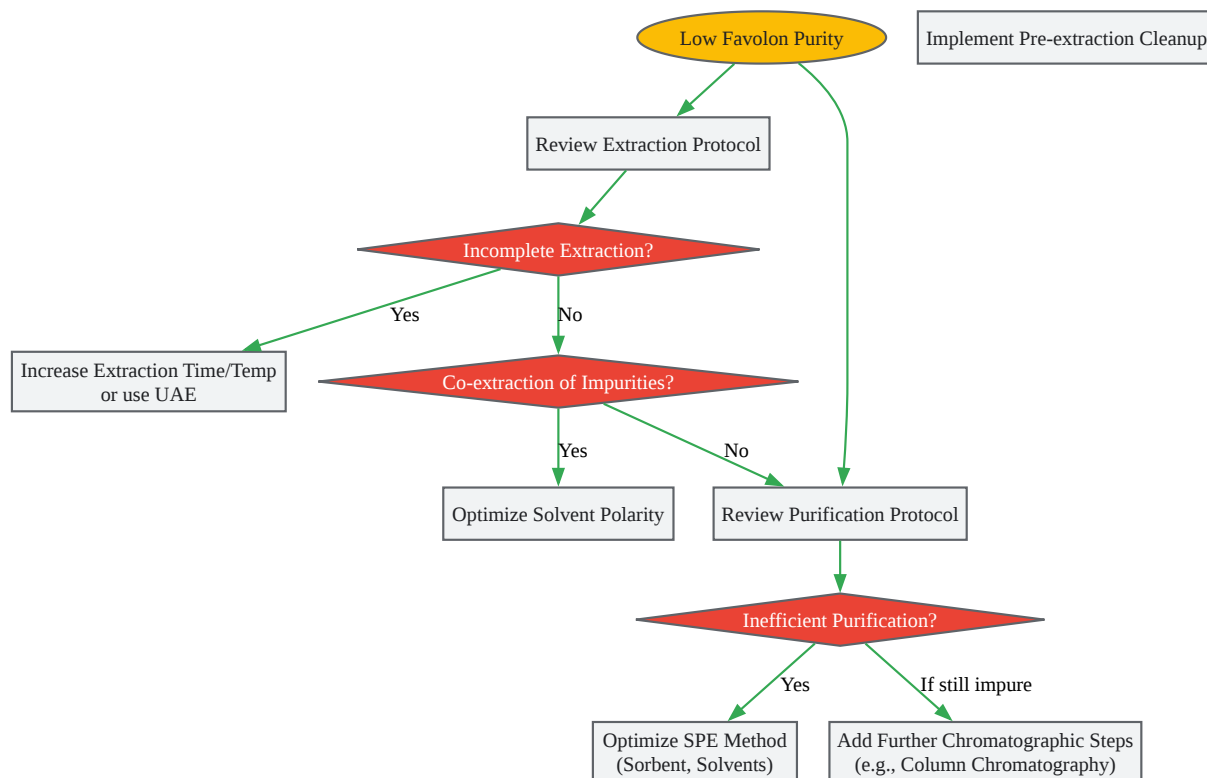 Low Favolon Purity
Implement Pre-extraction Cleanup
Review Extraction Protocol
Incomplete Extraction?
Yes
No
Increase Extraction Time/Temp
or use UAE
Co-extraction of Impurities?
Yes
No
Optimize Solvent Polarity
Review Purification Protocol
Inefficient Purification?
Yes
If still impure
Optimize SPE Method
(Sorbent, Solvents)
Add Further Chromatographic Steps
(e.g., Column Chromatography)